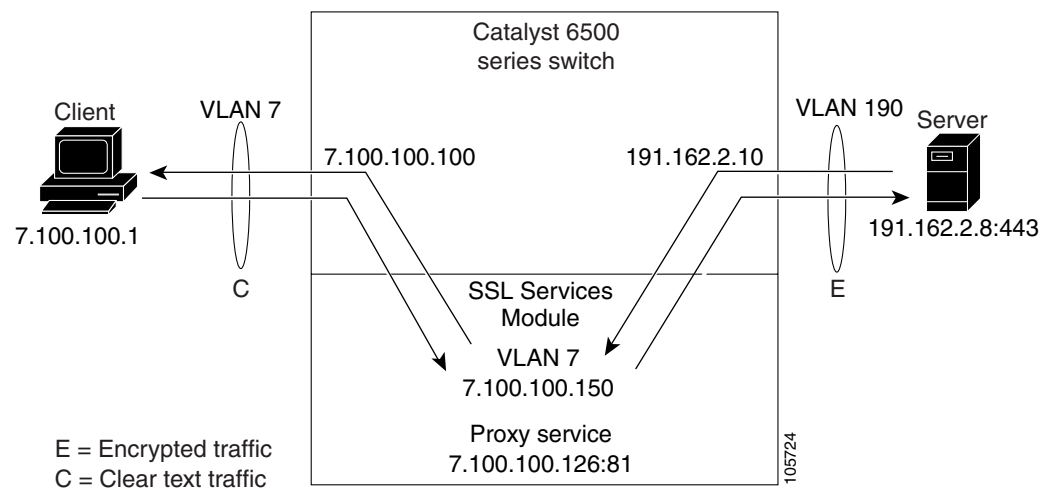 Catalyst 6500
series switch
Client
VLAN 7
VLAN 190
Server
7.100.100.100
191.162.2.10
7.100.100.1
191.162.2.8:443
C
E
SSL Services
Module
VLAN 7
7.100.100.150
Proxy service
7.100.100.126:81
E = Encrypted traffic
C = Clear text traffic
105724